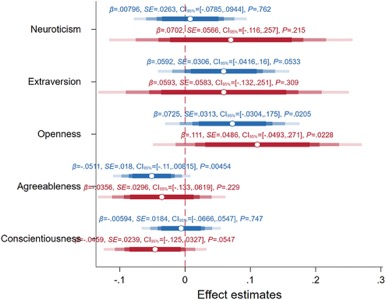 β=.00796, SE=.0263, CI95%=[-.0785,.0944], P=.762
Neuroticism
β=.0702, SE=.0566, CI95%=[-.116,.257], P=.215
β=.0592, SE=.0306, CI95%=[-.0416,.16], P=.0533
Extraversion
β=.0593, SE=.0583, CI95%=[-.132,.251], P=.309
β=.0725, SE=.0313, CI95%=[-.0304,.175], P=.0205
Openness
β=.111, SE=.0486, CI95%=[-.0493,.271], P=.0228
β=-.0511, SE=.018, CI95%=[-.11,.00815], P=.00454
Agreeableness
β=-.0356, SE=.0296, CI95%=[-.133,.0619], P=.229
β=-.00594, SE=.0184, CI95%=[-.0666,.0547], P=.747
Conscientiousness
β=-.0459, SE=.0239, CI95%=[-.125,.0327], P=.0547
-.1 0 .1 .2 .3
Effect estimates